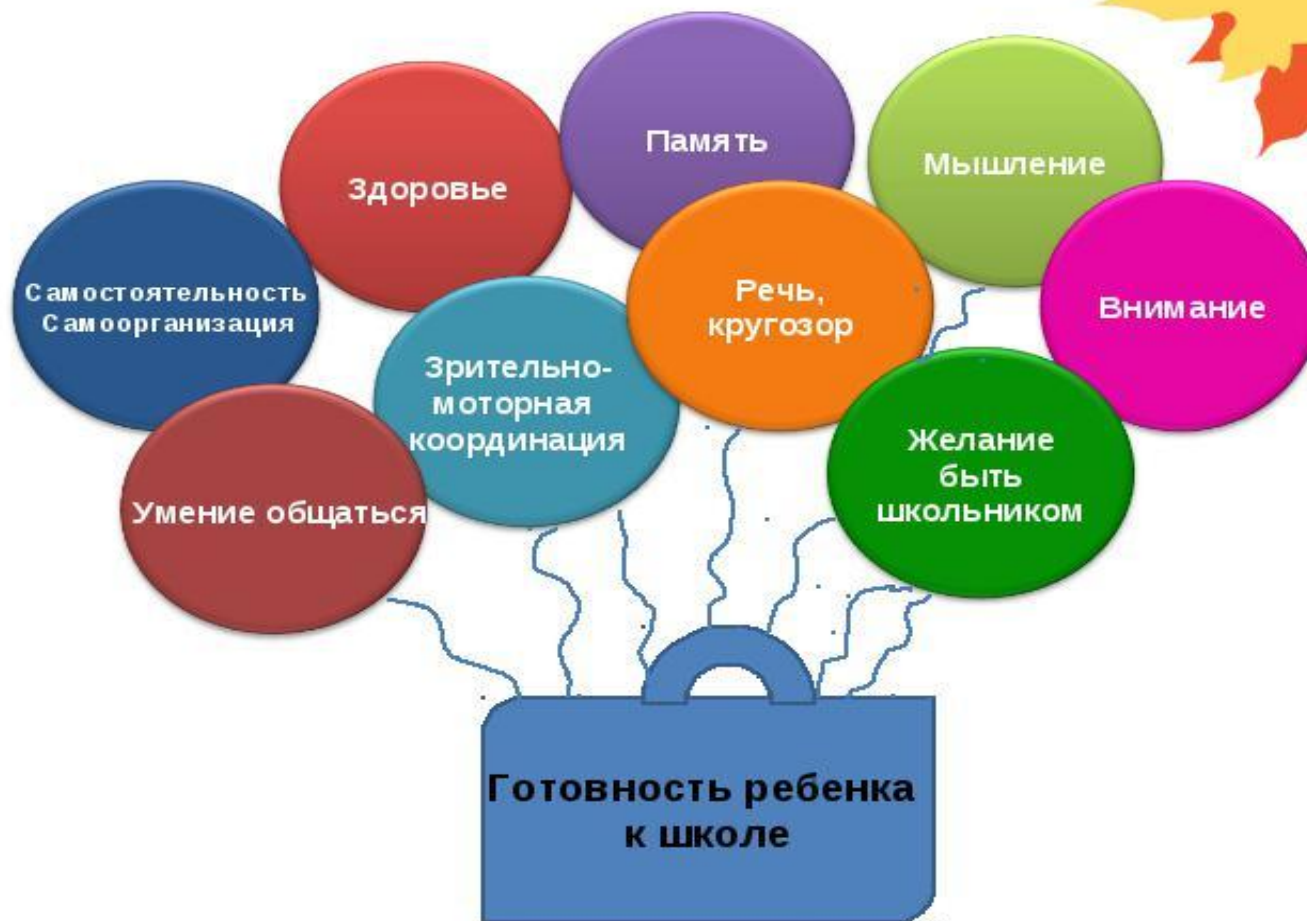 Память
Мышление
Здоровье
Самостоятельность
Самоорганизация
Речь,
кругозор
Внимание
Зрительно-
моторная
координация
Желание
быть
школьником
Умение общаться
Готовность ребенка
к школе